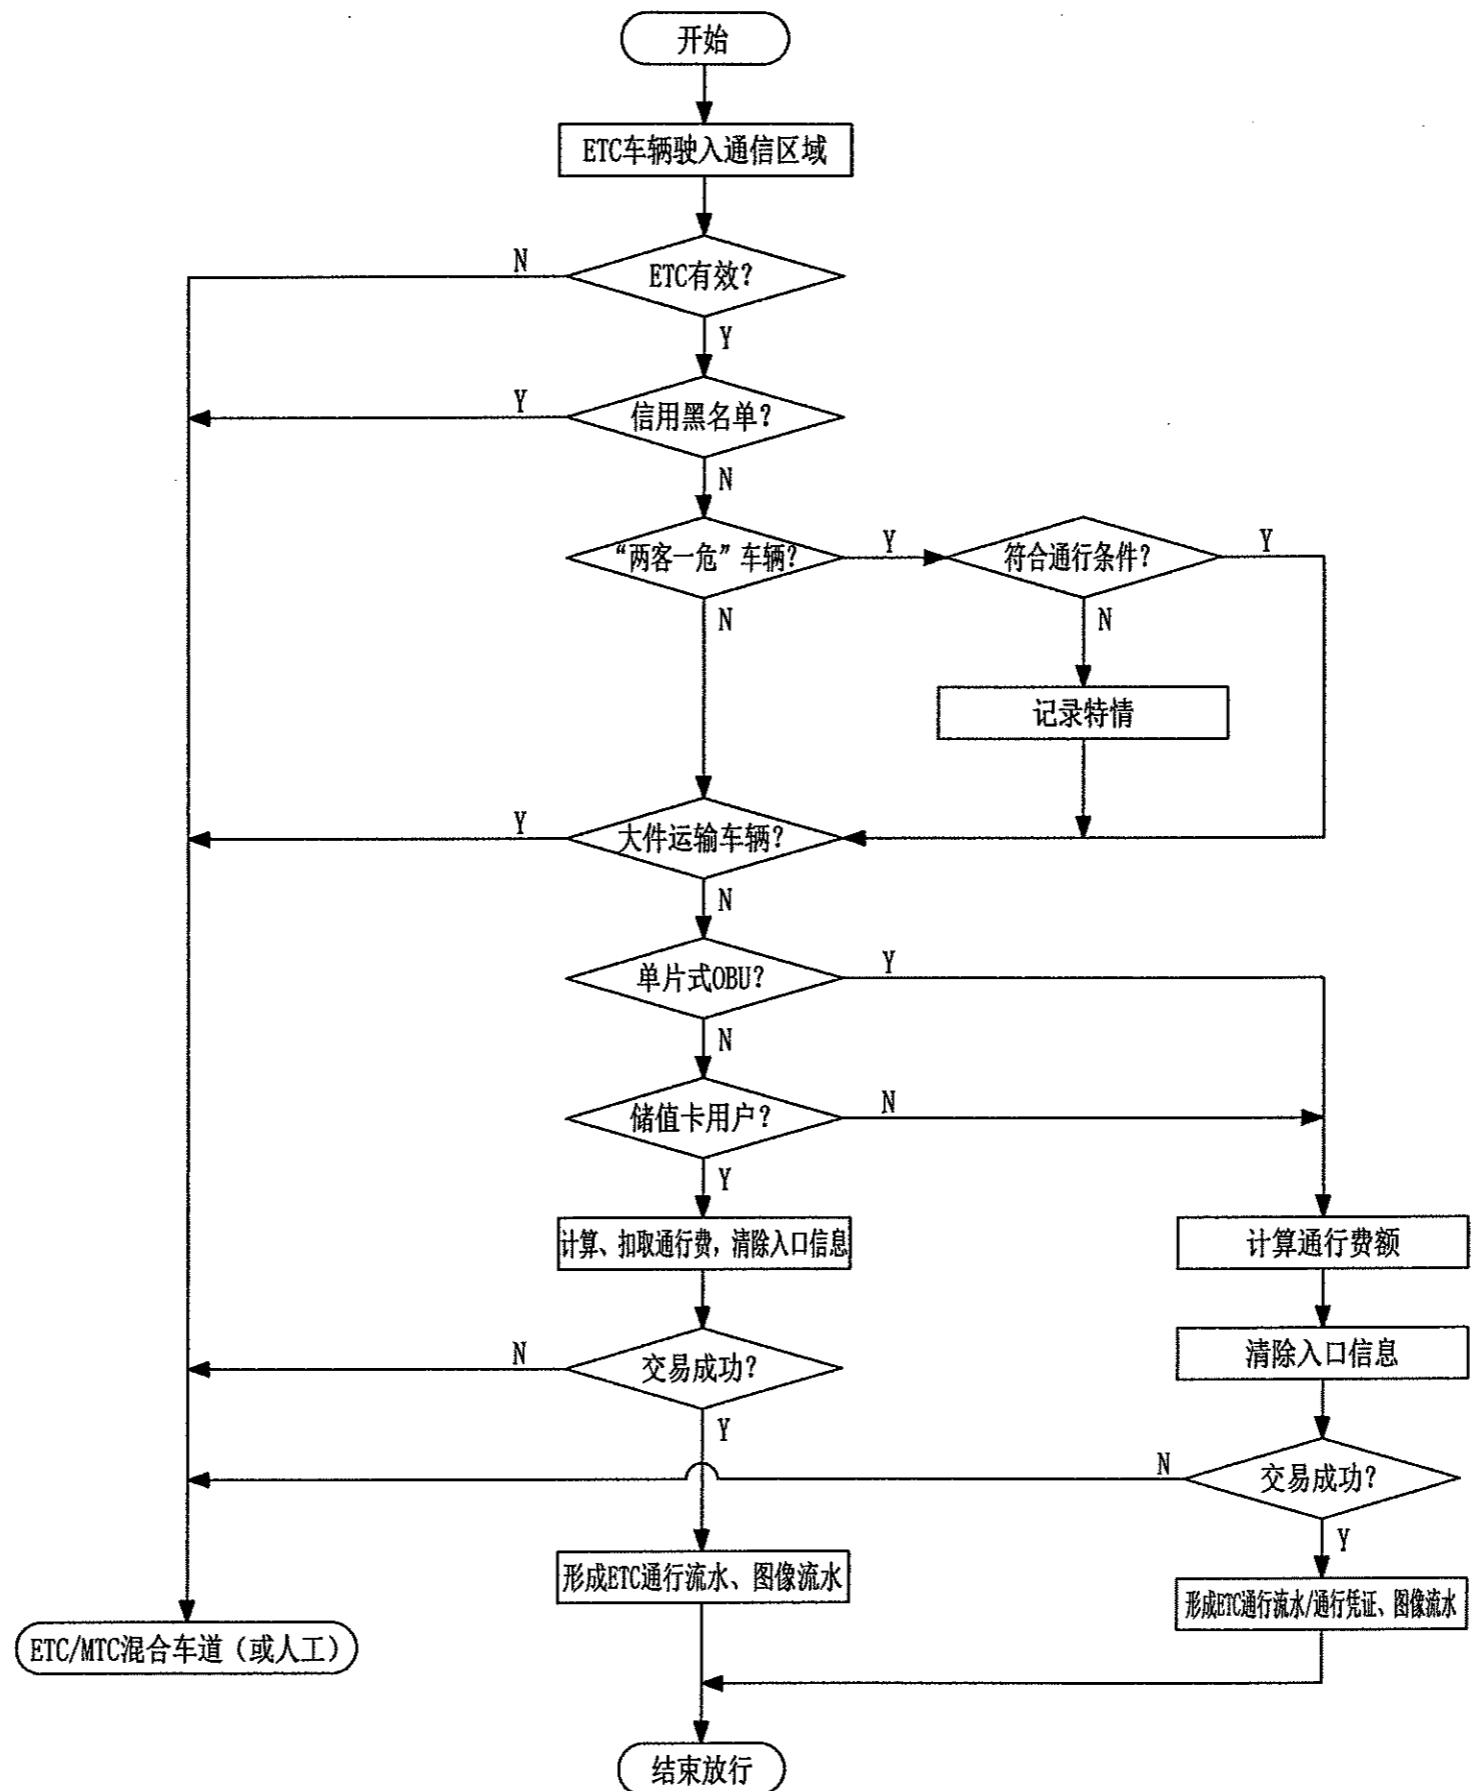 开始
ETC车辆驶入通信区域
N
ETC有效？
Y
Y
信用黑名单？
N
“两客一危”车辆？
Y
符合通行条件？
Y
N
N
记录特情
Y
大件运输车辆？
N
单片式OBU？
Y
N
储值卡用户？
N
Y
计算、扣取通行费，清除入口信息
计算通行费额
清除入口信息
N
交易成功？
Y
N
交易成功？
Y
形成ETC通行流水、图像流水
形成ETC通行流水/通行凭证、图像流水
ETC/MTC混合车道（或人工）
结束放行